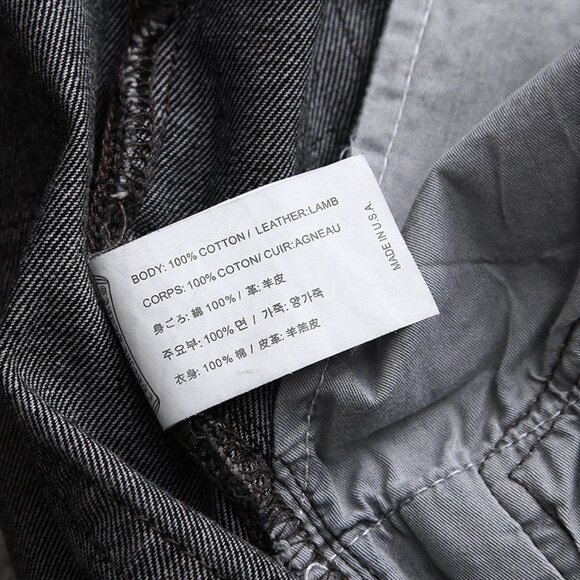 BODY: 100% COTTON/ LEATHER:LAMB
CORPS: 100% COTON/ CUIR:AGNEAU
身ごろ: 綿 100% / 革: 羊皮
주요부: 100% 면 / 가죽: 양가죽
衣身: 100% 棉 / 皮革: 羊羔皮
MADE IN U.S.A.